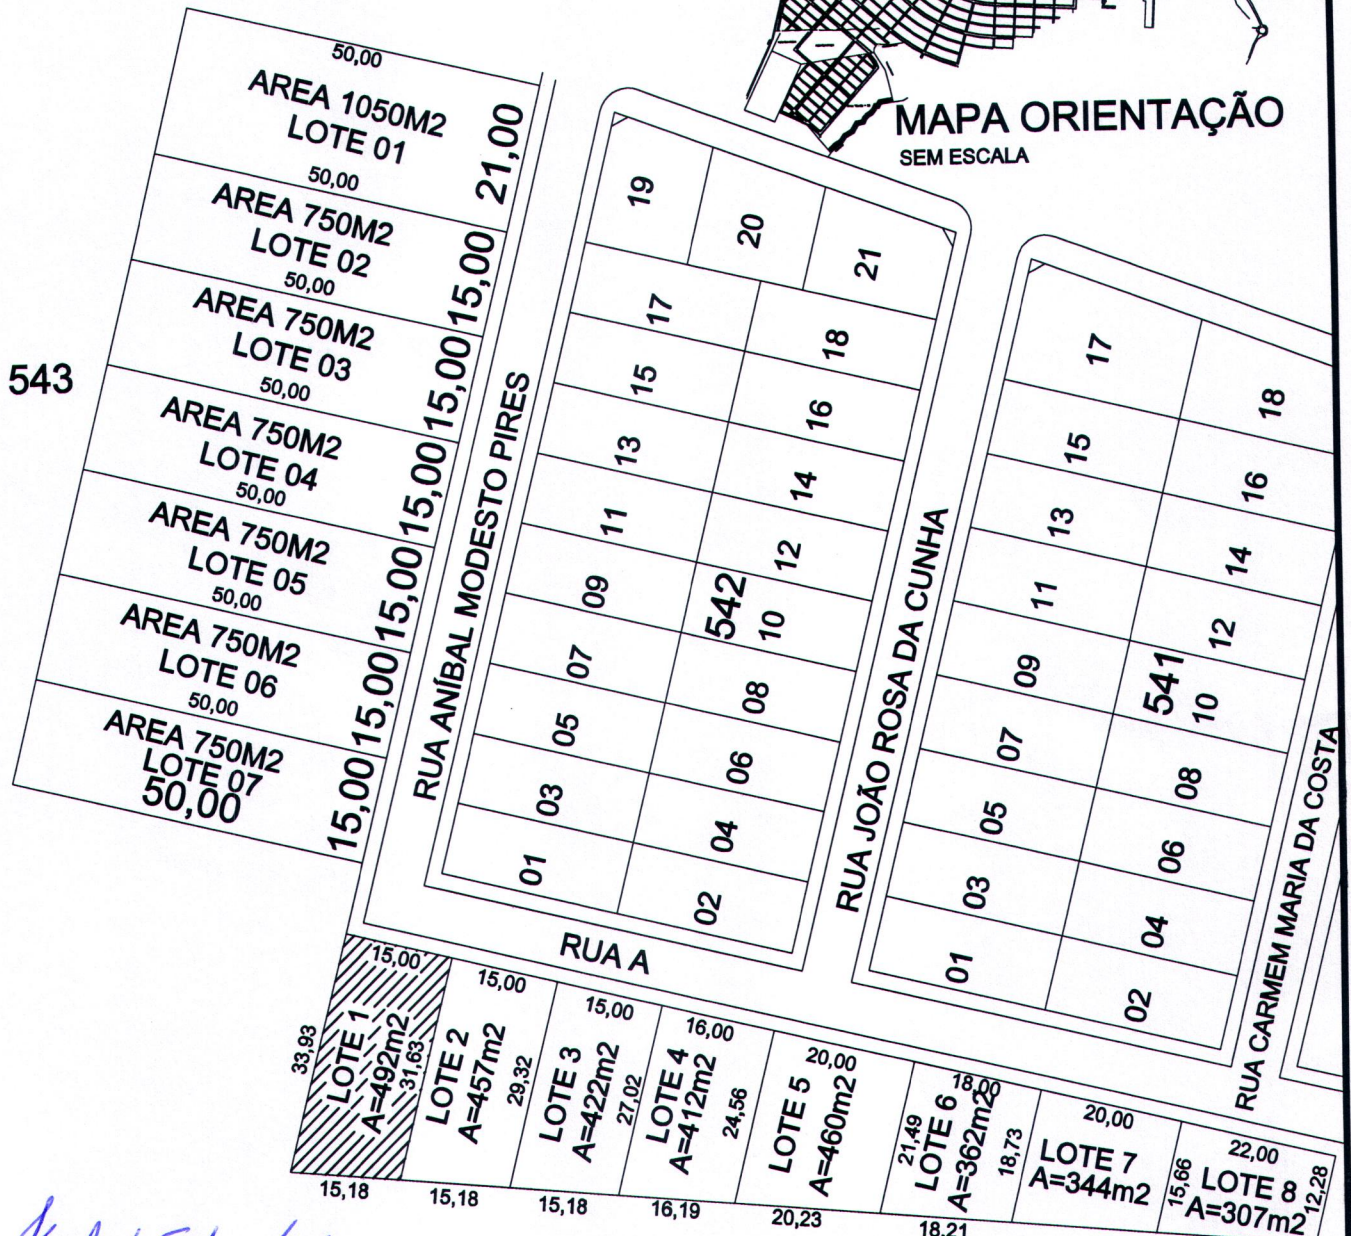 MAPA ORIENTAÇÃO
SEM ESCALA
543
50,00
AREA 1050M2
LOTE 01
21,00
50,00
AREA 750M2
LOTE 02
15,00
50,00
AREA 750M2
LOTE 03
15,00
50,00
AREA 750M2
LOTE 04
15,00
50,00
AREA 750M2
LOTE 05
15,00
50,00
AREA 750M2
LOTE 06
15,00
50,00
AREA 750M2
LOTE 07
50,00
15,00
RUA ANÍBAL MODESTO PIRES
19
20
21
17
18
15
16
13
14
11
12
09
542
10
07
08
05
06
03
04
01
02
RUA JOÃO ROSA DA CUNHA
17
18
15
16
13
14
11
12
09
541
10
07
08
05
06
03
04
01
02
RUA CARMEM MARIA DA COSTA
RUA A
15,00
33,93
LOTE 1
A=492m2
31,63
15,18
15,00
LOTE 2
A=457m2
29,32
15,18
15,00
LOTE 3
A=422m2
27,02
15,18
16,00
LOTE 4
A=412m2
24,56
16,19
20,00
LOTE 5
A=460m2
20,23
18,00
21,49
LOTE 6
A=362m2
18,73
18,21
20,00
LOTE 7
A=344m2
15,66
22,00
LOTE 8
A=307m2
12,28